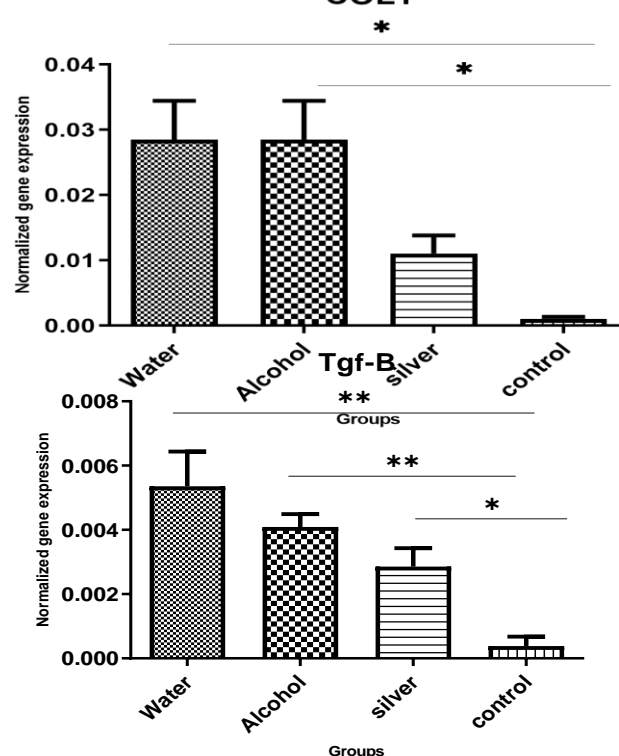 *
*
0.04
0.03
0.02
0.01
0.00
Normalized gene expression
Water
Alcohol
silver
control
Groups
Tgf-B
**
**
*
0.008
0.006
0.004
0.002
0.000
Normalized gene expression
Water
Alcohol
silver
control
Groups